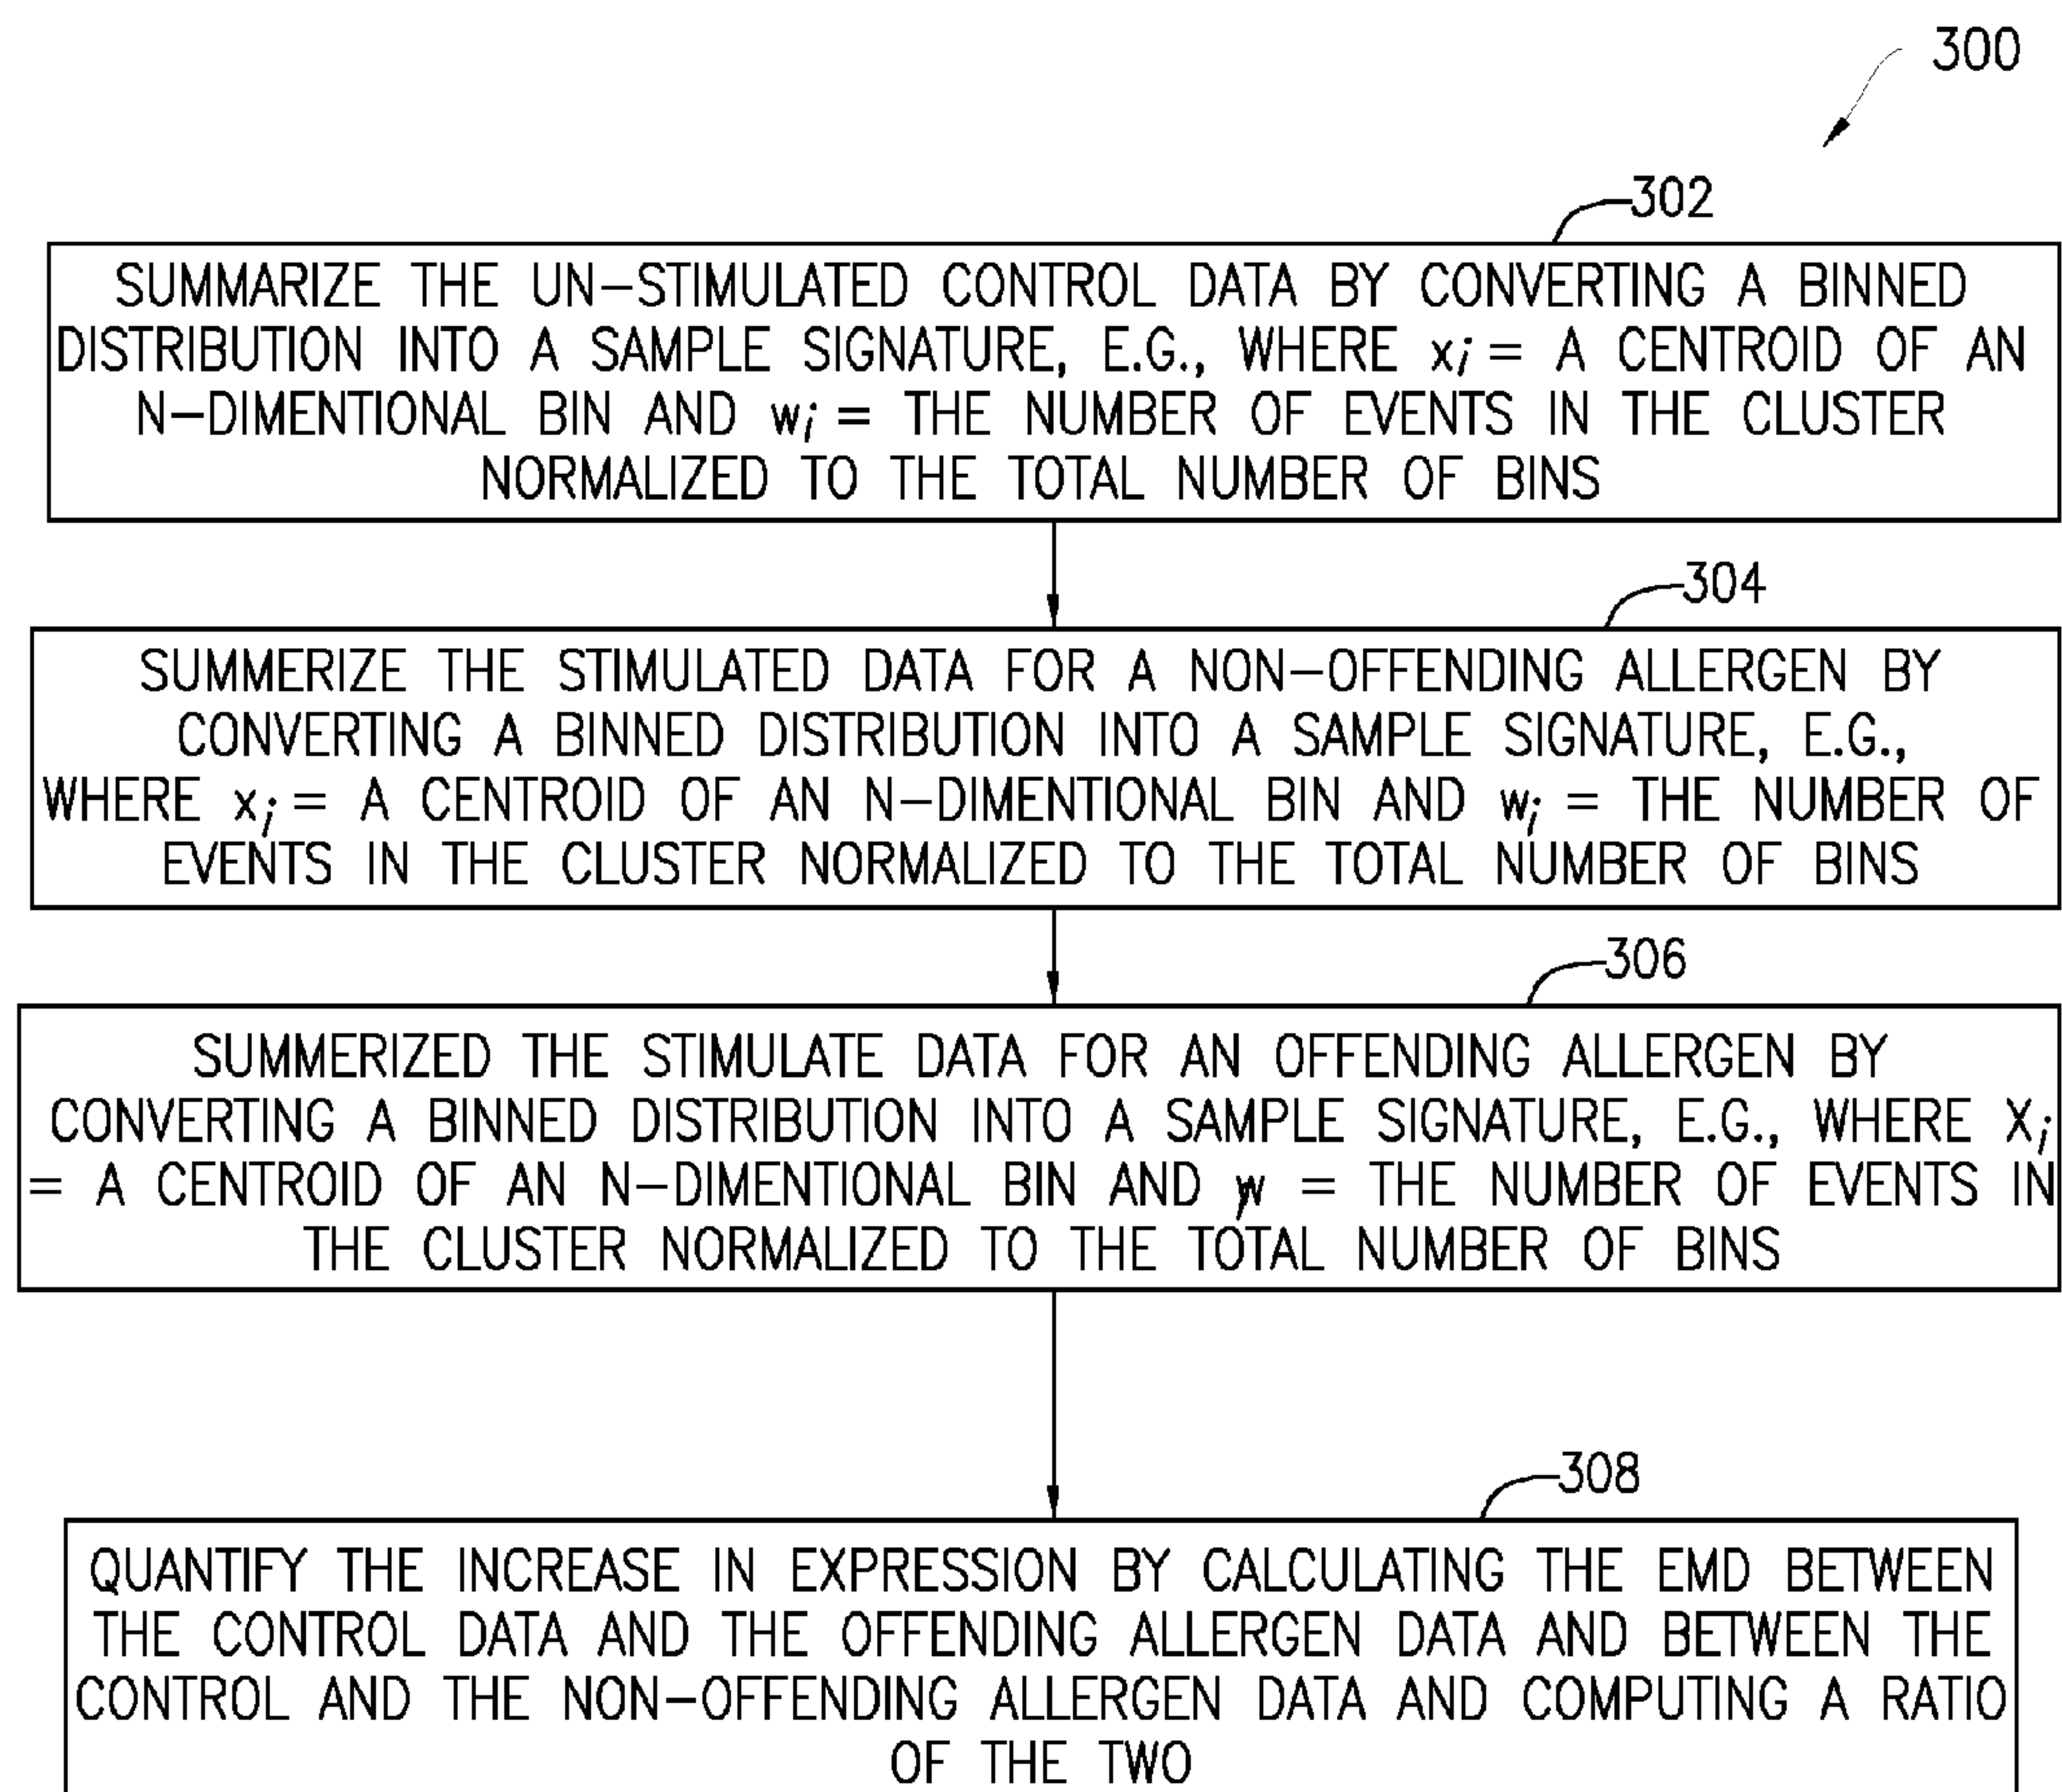 300
302
SUMMARIZE THE UN-STIMULATED CONTROL DATA BY CONVERTING A BINNED
DISTRIBUTION INTO A SAMPLE SIGNATURE, E.G., WHERE xi = A CENTROID OF AN
N-DIMENTIONAL BIN AND wi = THE NUMBER OF EVENTS IN THE CLUSTER
NORMALIZED TO THE TOTAL NUMBER OF BINS
304
SUMMERIZE THE STIMULATED DATA FOR A NON-OFFENDING ALLERGEN BY
CONVERTING A BINNED DISTRIBUTION INTO A SAMPLE SIGNATURE, E.G.,
WHERE xi = A CENTROID OF AN N-DIMENTIONAL BIN AND wi = THE NUMBER OF
EVENTS IN THE CLUSTER NORMALIZED TO THE TOTAL NUMBER OF BINS
306
SUMMERIZED THE STIMULATE DATA FOR AN OFFENDING ALLERGEN BY
CONVERTING A BINNED DISTRIBUTION INTO A SAMPLE SIGNATURE, E.G., WHERE Xi
= A CENTROID OF AN N-DIMENTIONAL BIN AND wi = THE NUMBER OF EVENTS IN
THE CLUSTER NORMALIZED TO THE TOTAL NUMBER OF BINS
308
QUANTIFY THE INCREASE IN EXPRESSION BY CALCULATING THE EMD BETWEEN
THE CONTROL DATA AND THE OFFENDING ALLERGEN DATA AND BETWEEN THE
CONTROL AND THE NON-OFFENDING ALLERGEN DATA AND COMPUTING A RATIO
OF THE TWO